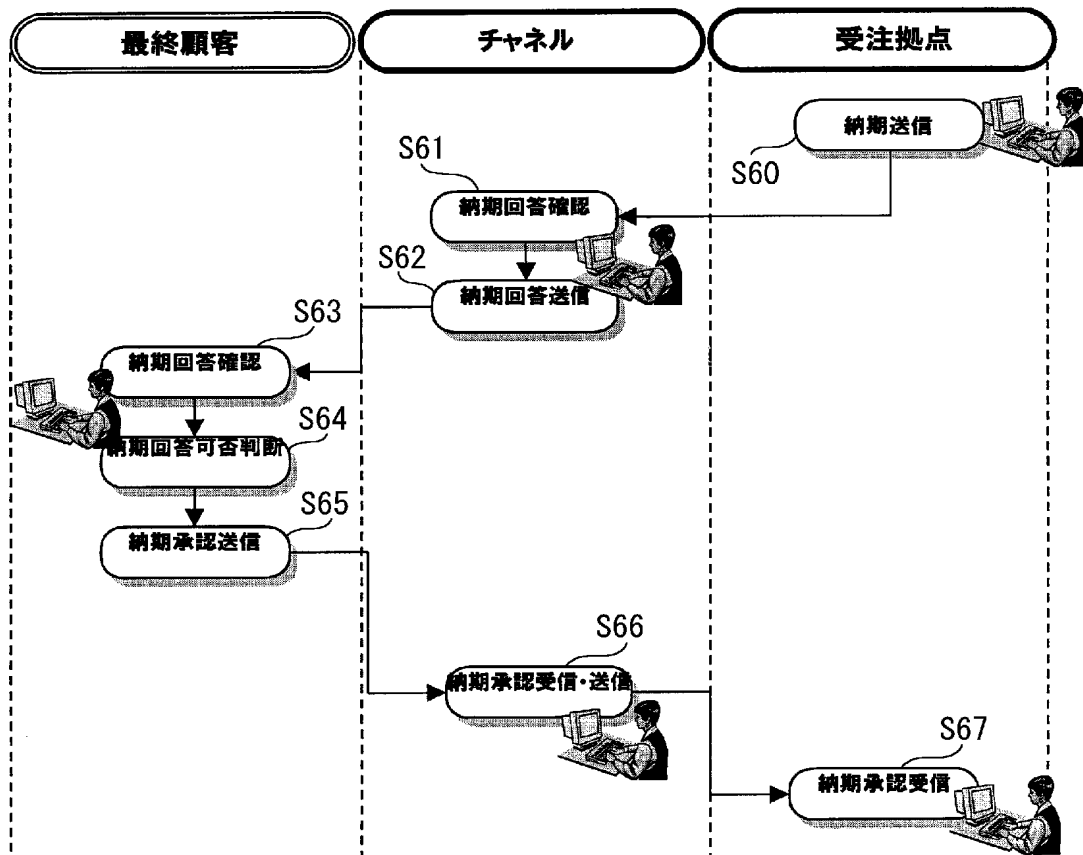 最終顧客
チャネル
受注拠点
納期送信
S60
S61
納期回答確認
S62
納期回答送信
S63
納期回答確認
S64
納期回答可否判断
S65
納期承認送信
S66
納期承認受信・送信
S67
納期承認受信